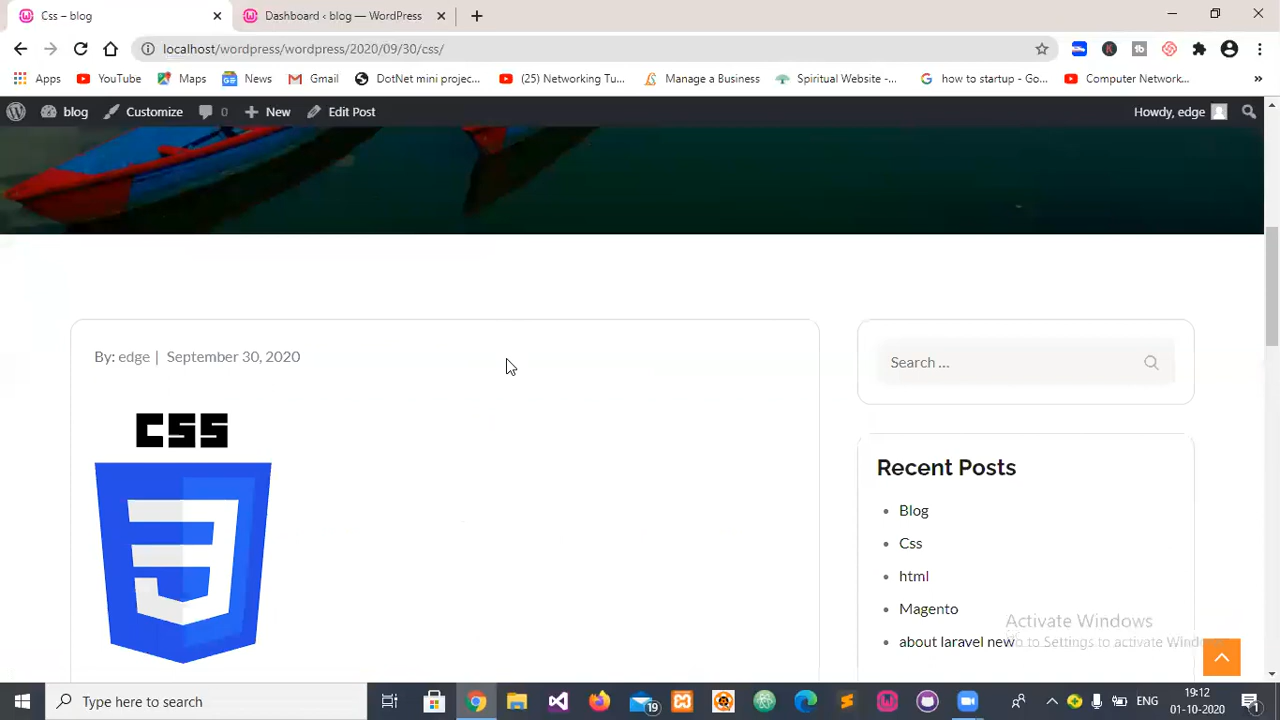 Css – blog
Dashboard ‹ blog — WordPress
localhost/wordpress/wordpress/2020/09/30/css/
Apps
YouTube
Maps
News
Gmail
DotNet mini projec...
(25) Networking Tu...
Manage a Business
Spiritual Website -...
how to startup - Go...
Computer Network...
»
blog
Customize
0
New
Edit Post
Howdy, edge
By: edge | September 30, 2020
CSS
Search ...
Recent Posts
Blog
Css
html
Magento
about laravel new
Activate Windows
Go to Settings to activate Windows
Type here to search
19
ENG
19:12
01-10-2020
1